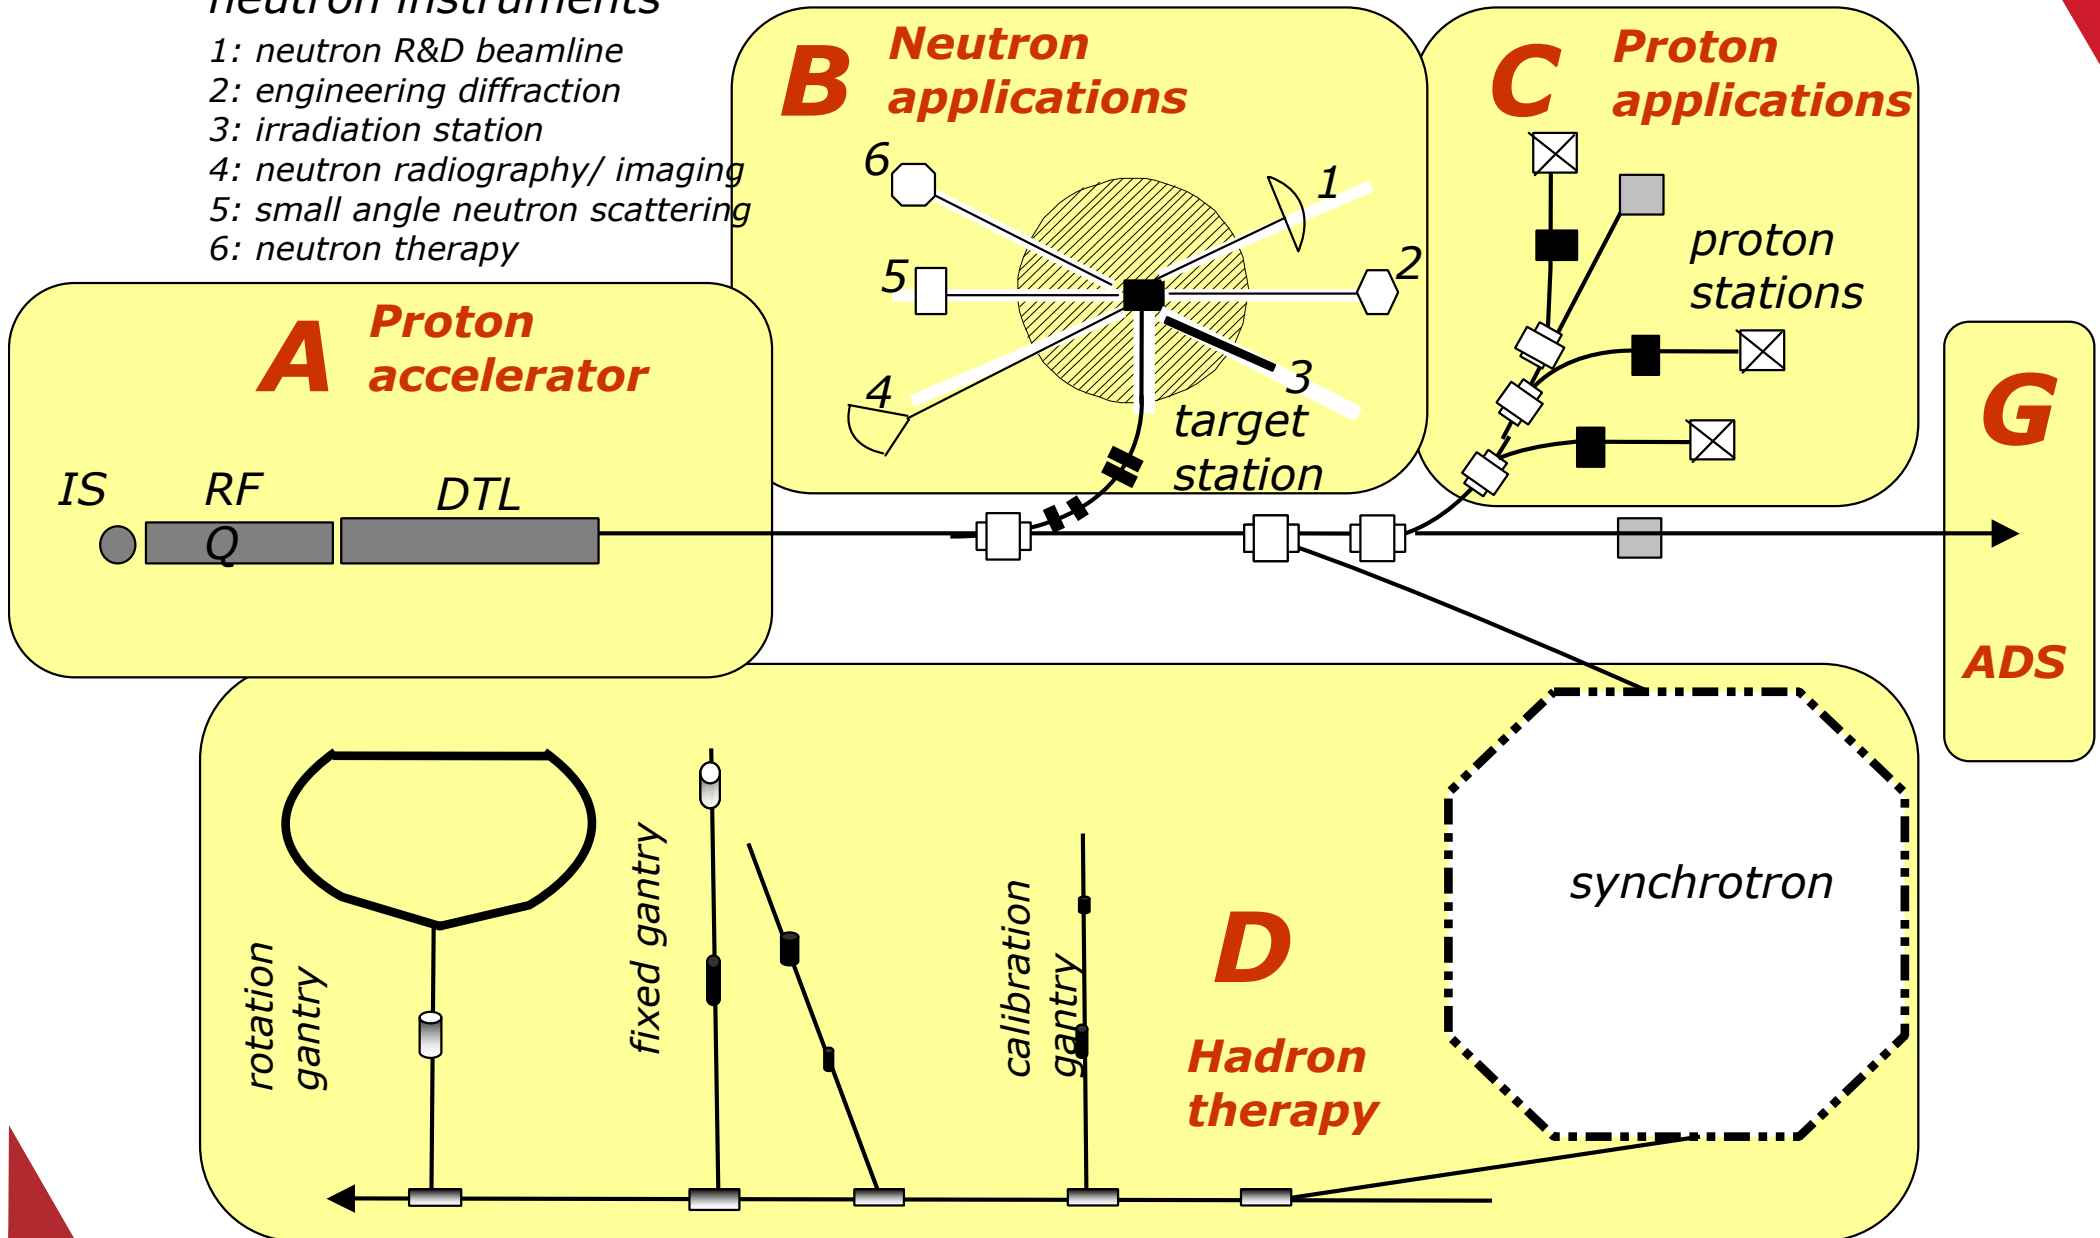 neutron instruments
1: neutron R&D beamline
2: engineering diffraction
3: irradiation station
4: neutron radiography/ imaging
5: small angle neutron scattering
6: neutron therapy
B
Neutron
applications
6
1
5
2
4
3
target
station
C
Proton
applications
proton
stations
A
Proton
accelerator
IS
RF
Q
DTL
G
ADS
rotation
gantry
fixed gantry
calibration
gantry
D
Hadron
therapy
synchrotron